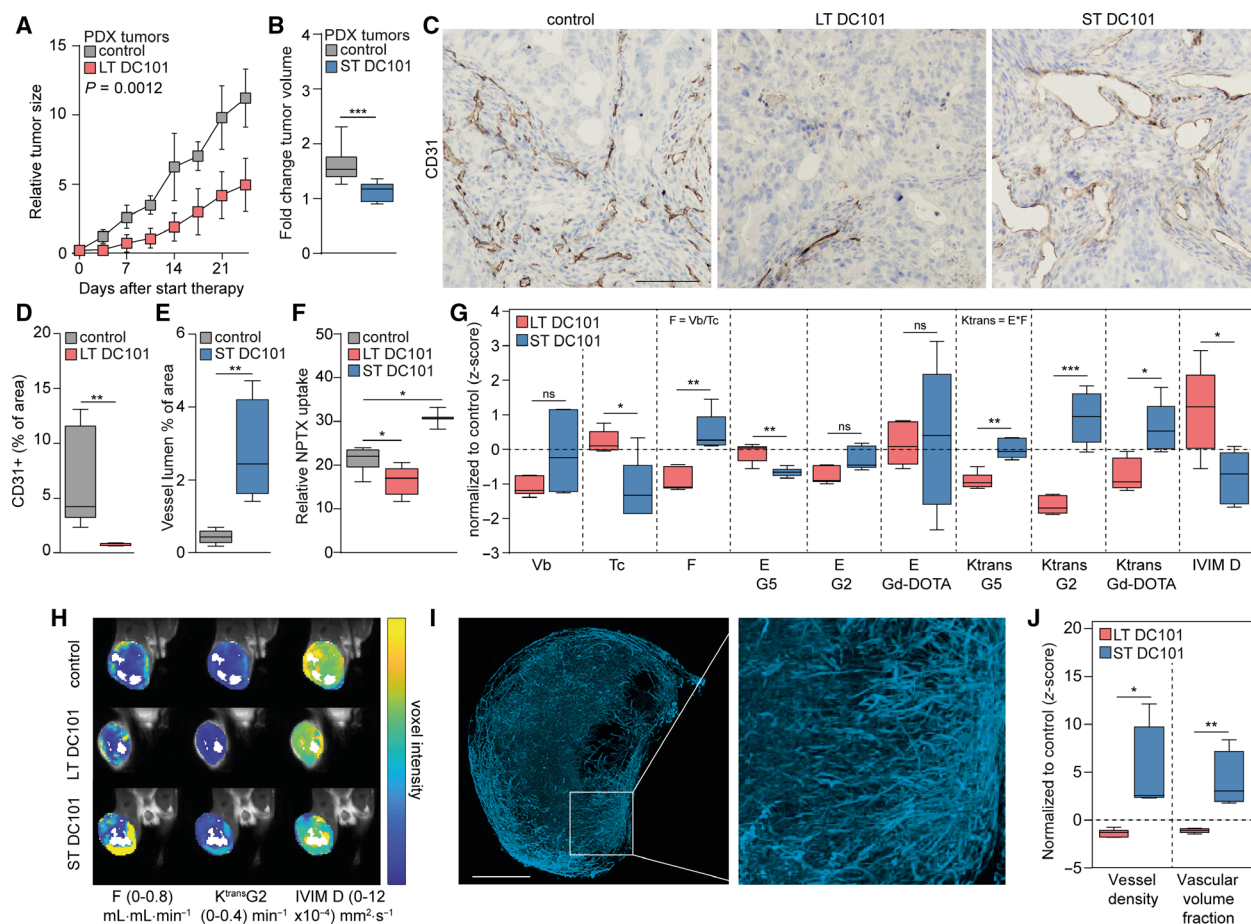 A
PDX tumors
control
LT DC101
P = 0.0012
Relative tumor size
15
10
5
0
0
7
14
21
Days after start therapy
B
PDX tumors
control
ST DC101
Fold change tumor volume
4
3
2
1
0
***
C
control
LT DC101
ST DC101
CD31
D
control
LT DC101
CD31+ (% of area)
20
15
10
5
0
**
E
control
ST DC101
Vessel lumen % of area
6
4
2
0
**
F
control
LT DC101
ST DC101
Relative NPTX uptake
50
40
30
20
10
0
*
*
G
LT DC101
ST DC101
F = Vb/Tc
Ktrans = E*F
normalized to control (z-score)
4
3
2
1
0
−1
−2
−3
ns
*
**
**
ns
ns
**
***
*
*
Vb
Tc
F
E
G5
E
G2
E
Gd-DOTA
Ktrans
G5
Ktrans
G2
Ktrans
Gd-DOTA
IVIM D
H
control
LT DC101
ST DC101
voxel intensity
F (0-0.8)
mL·mL·min⁻¹
KᵗʳᵃⁿˢG2
(0-0.4) min⁻¹
IVIM D (0-12
x10⁻⁴) mm²·s⁻¹
I
J
LT DC101
ST DC101
Normalized to control (z-score)
20
15
10
5
0
−5
*
**
Vessel
density
Vascular
volume
fraction